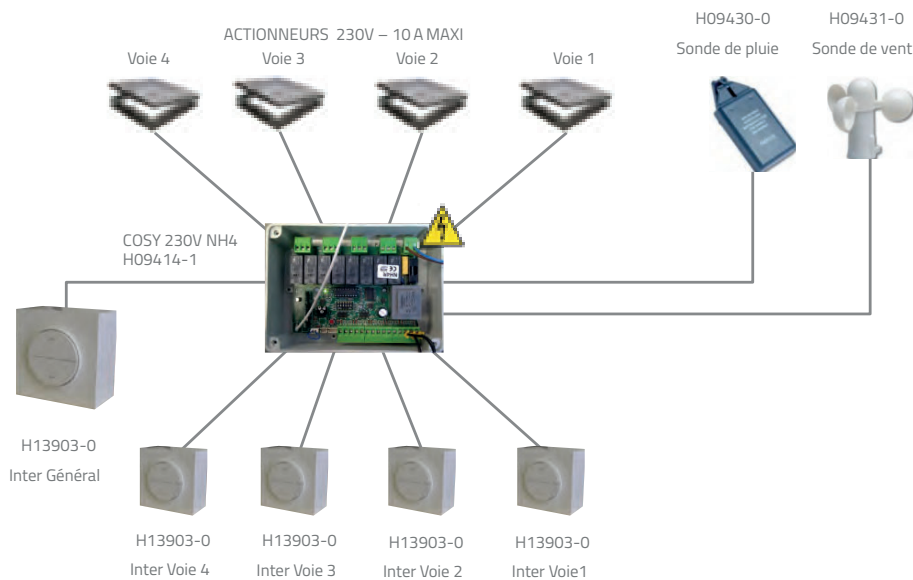 ACTIONNEURS 230V – 10 A MAXI
Voie 4
Voie 3
Voie 2
Voie 1
H09430-0
Sonde de pluie
H09431-0
Sonde de vent
COSY 230V NH4
H09414-1
H13903-0
Inter Général
H13903-0
Inter Voie 4
H13903-0
Inter Voie 3
H13903-0
Inter Voie 2
H13903-0
Inter Voie1